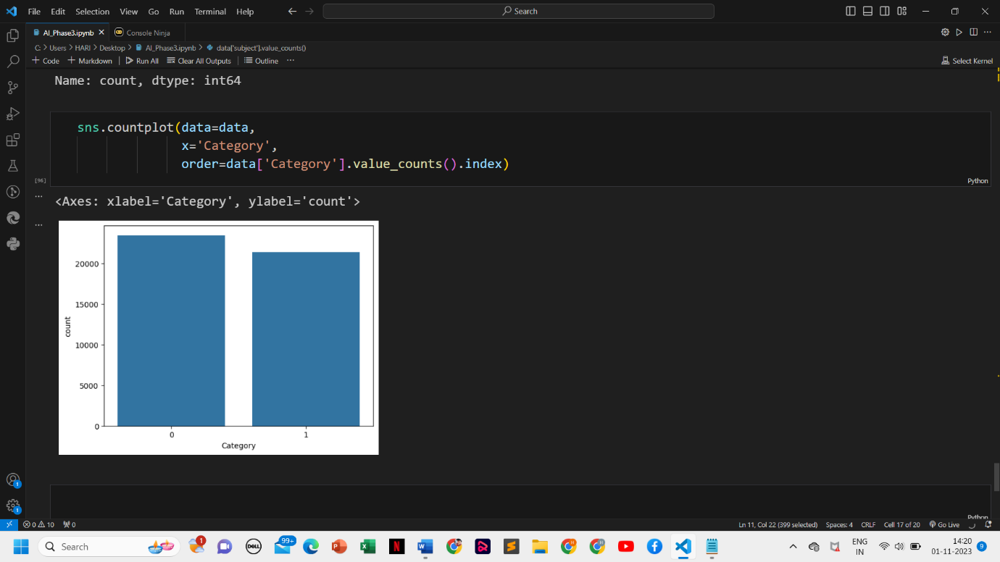 File Edit Selection View Go Run Terminal Help
Search
AI_Phase3.ipynb
Console Ninja
C: > Users > HARI > Desktop > AI_Phase3.ipynb > data['subject'].value_counts()
+ Code + Markdown Run All Clear All Outputs Outline ...
Select Kernel
Name: count, dtype: int64
sns.countplot(data=data,
x='Category',
order=data['Category'].value_counts().index)
[96]
Python
<Axes: xlabel='Category', ylabel='count'>
20000
15000
10000
5000
0
count
0 1
Category
Python
1
1
0 10 0
Ln 11, Col 22 (399 selected) Spaces: 4 CRLF Cell 17 of 20 Go Live
Search
1
DELL
99+
ENG
IN
14:20
01-11-2023
9